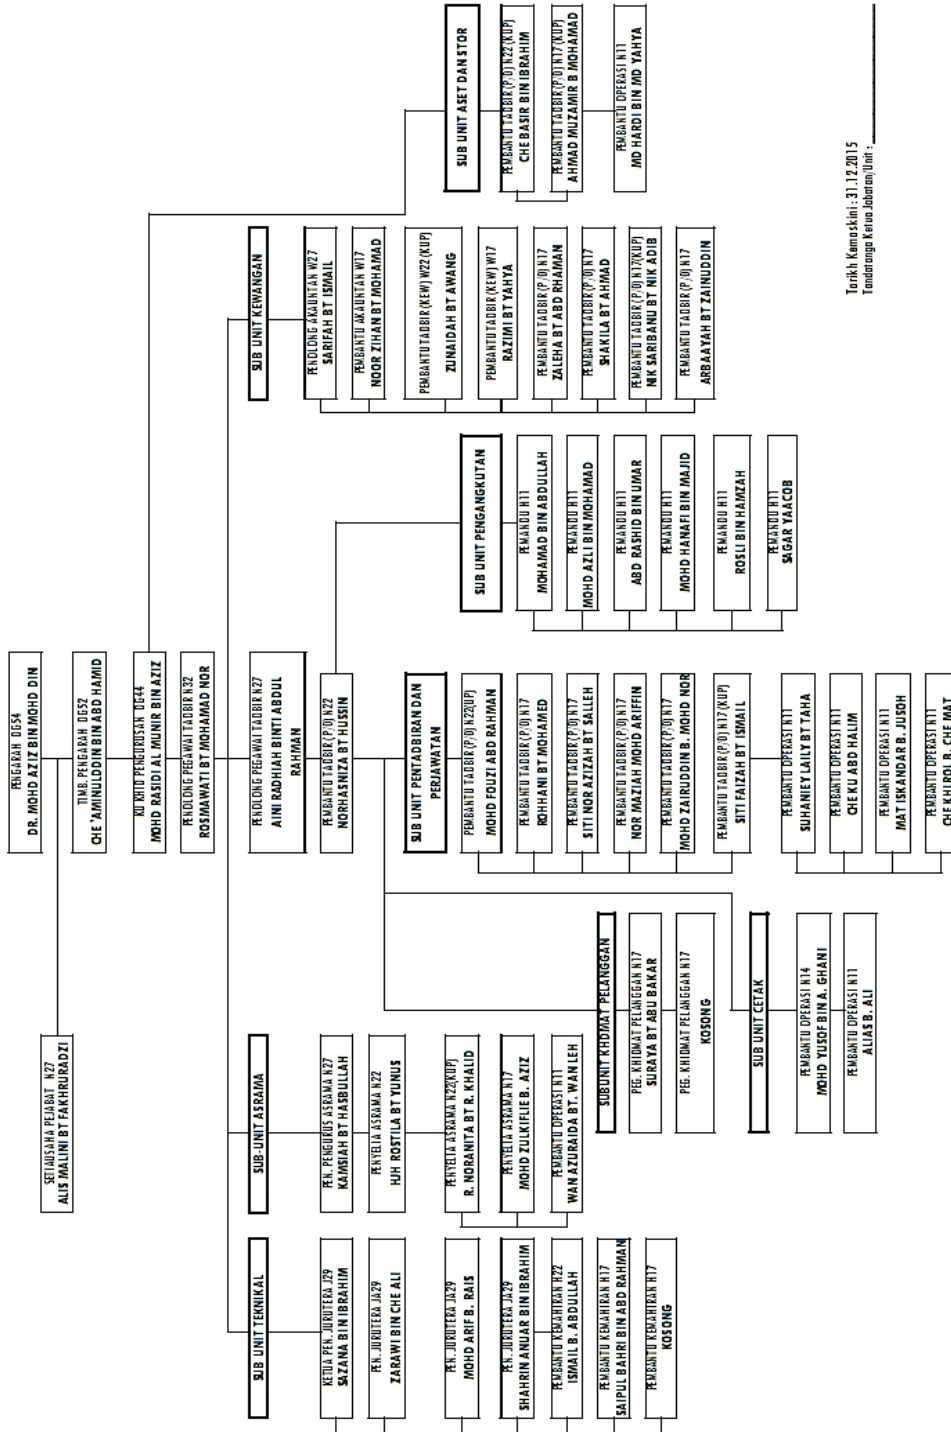 PENGARAH DG54
DR. MOHD AZIZ BIN MOHD DIN
SETIAUSAHA PEJABAT N27
ALIS MALINI BT FAKHRURADZI
TIMB. PENGARAH DG52
CHE 'AMINUDDIN BIN ABD HAMID
KU KHID PENGURUSAN DG44
MOHD RASIDI AL MUNIR BIN AZIZ
PENOLONG PEGAWAI TADBIR N32
ROSMAWATI BT MOHAMAD NOR
PENOLONG PEGAWAI TADBIR N27
AINI RADHIAH BINTI ABDUL
RAHMAN
PEMBANTU TADBIR (P/O) N22
NORHASNIZA BT HUSSIN
SUB UNIT TEKNIKAL
KETUA PEN. JURUTERA J29
SAZANA BIN IBRAHIM
PEN. JURUTERA JA29
ZARAWI BIN CHE ALI
PEN. JURUTERA JA29
MOHD ARIF B. RAIS
PEN. JURUTERA JA29
SHAHRIN ANUAR BIN IBRAHIM
PEMBANTU KEMAHIRAN H22
ISMAIL B. ABDULLAH
PEMBANTU KEMAHIRAN H17
SAIPUL BAHRI BIN ABD RAHMAN
PEMBANTU KEMAHIRAN H17
KOSONG
SUB-UNIT ASRAMA
PEN. PENGURUS ASRAMA N27
KAMSIAH BT HASBULLAH
PENYELIA ASRAMA N22
HJH ROSTILA BT YUNUS
PENYELIA ASRAMA N22(KUP)
R. NORANITA BT R. KHALID
PENYELIA ASRAMA N17
MOHD ZULKIFLIE B. AZIZ
PEMBANTU OPERASI N11
WAN AZURAIDA BT. WAN LEH
SUBUNIT KHDMAT PELANGGAN
PEG. KHIDMAT PELANGGAN N17
SURAYA BT ABU BAKAR
PEG. KHIDMAT PELANGGAN N17
KOSONG
SUB UNIT CETAK
PEMBANTU OPERASI N14
MOHD YUSOF BIN A. GHANI
PEMBANTU OPERASI N11
ALIAS B. ALI
SUB UNIT PENTADBIRAN DAN
PERJAWATAN
PEMBANTU TADBIR (P/O) N22(UP)
MOHD FOUZI ABD RAHMAN
PEMBANTU TADBIR (P/O) N17
ROHHANI BT MOHAMED
PEMBANTU TADBIR (P/O) N17
SITI NOR AZIZAH BT SALLEH
PEMBANTU TADBIR (P/O) N17
NOR MAZIAH MOHD ARIFFIN
PEMBANTU TADBIR (P/O) N17
MOHD ZAIRUDDIN B. MOHD NOR
PEMBANTU TADBIR (P/O) N17(KUP)
SITI FAIZAH BT ISMAIL
PEMBANTU OPERASI N11
SUHANIEY LAILY BT TAHA
PEMBANTU OPERASI N11
CHE KU ABD HALIM
PEMBANTU OPERASI N11
MAT ISKANDAR B. JUSOH
PEMBANTU OPERASI N11
CHE KHIROL B. CHE MAT
SUB UNIT PENGANGKUTAN
PEMANDU H11
MOHAMAD BIN ABDULLAH
PEMANDU H11
MOHD AZLI BIN MOHAMAD
PEMANDU H11
ABD RASHID BIN UMAR
PEMANDU H11
MOHD HANAFI BIN MAJID
PEMANDU H11
ROSLI BIN HAMZAH
PEMANDU H11
SAGAR YAACOB
SUB UNIT KEWANGAN
PENOLONG AKAUNTAN W27
SARIFAH BT ISMAIL
PEMBANTU AKAUNTAN W17
NOOR ZIHAN BT MOHAMAD
PEMBANTU TADBIR (KEW) W22 (KUP)
ZUNAIDAH BT AWANG
PEMBANTU TADBIR (KEW) W17
RAZIMI BT YAHYA
PEMBANTU TADBIR (P/O) N17
ZALEHA BT ABD RHAMAN
PEMBANTU TADBIR (P/O) N17
SHAKILA BT AHMAD
PEMBANTU TADBIR (P/O) N17(KUP)
NIK SARIBANU BT NIK ADIB
PEMBANTU TADBIR (P/O) N17
ARBAAYAH BT ZAINUDDIN
SUB UNIT ASET DAN STOR
PEMBANTU TADBIR (P/O) N22 (KUP)
CHE BASIR BIN IBRAHIM
PEMBANTU TADBIR (P/O) N17 (KUP)
AHMAD MUZAMIR B MOHAMAD
PEMBANTU OPERASI N11
MD HARDI BIN MD YAHYA
Tarikh Kemaskini : 31.12.2015
Tandatanga Ketua Jabatan/Unit :